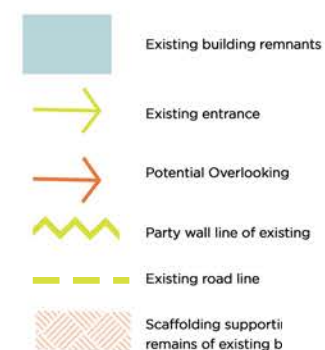 Existing building remnants
Existing entrance
Potential Overlooking
Party wall line of existing
Existing road line
Scaffolding supporti
remains of existing b